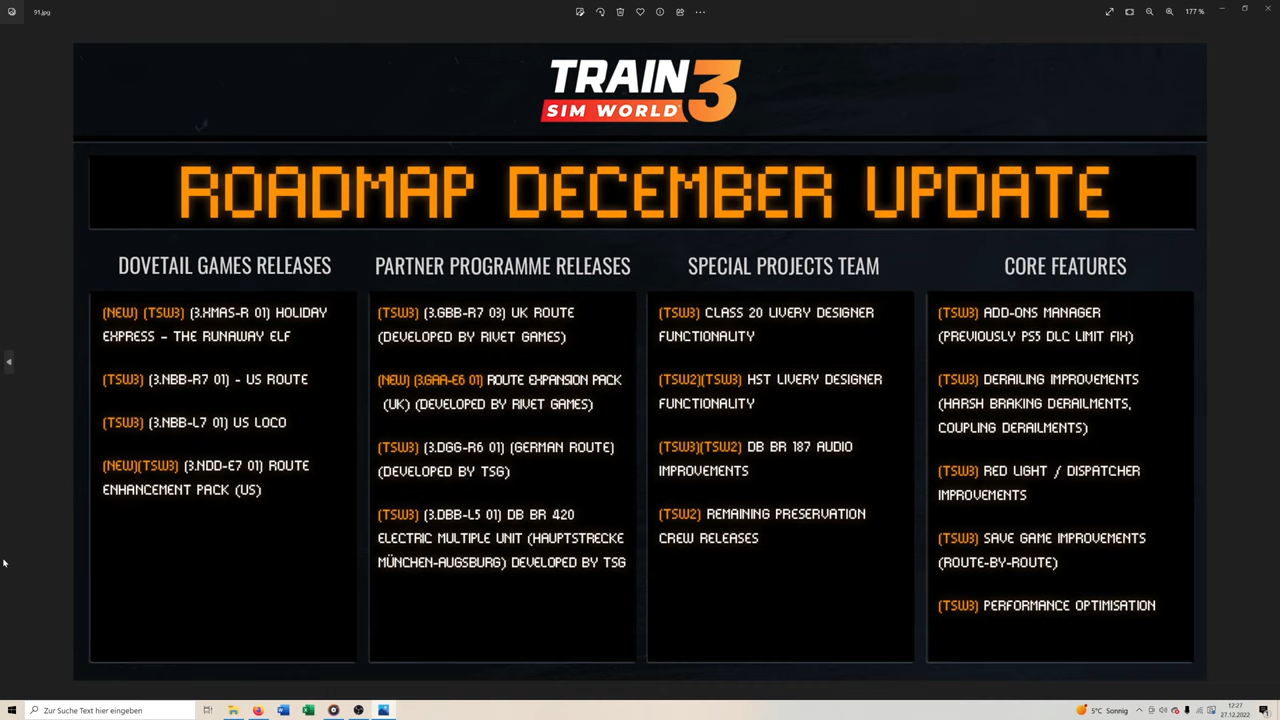 91.jpg
177 %
TRAIN 3
SIM WORLD
ROADMAP DECEMBER UPDATE
DOVETAIL GAMES RELEASES
(NEW) (TSW3) (3.XMAS-R 01) HOLIDAY
EXPRESS - THE RUNAWAY ELF
(TSW3) (3.NBB-R7 01) - US ROUTE
(TSW3) (3.NBB-L7 01) US LOCO
(NEW)(TSW3) (3.NDD-E7 01) ROUTE
ENHANCEMENT PACK (US)
PARTNER PROGRAMME RELEASES
(TSW3) (3.GBB-R7 03) UK ROUTE
(DEVELOPED BY RIVET GAMES)
(NEW) (3.GAA-E6 01) ROUTE EXPANSION PACK
(UK) (DEVELOPED BY RIVET GAMES)
(TSW3) (3.DGG-R6 01) (GERMAN ROUTE)
(DEVELOPED BY TSG)
(TSW3) (3.DBB-L5 01) DB BR 420
ELECTRIC MULTIPLE UNIT (HAUPTSTRECKE
MÜNCHEN-AUGSBURG) DEVELOPED BY TSG
SPECIAL PROJECTS TEAM
(TSW3) CLASS 20 LIVERY DESIGNER
FUNCTIONALITY
(TSW2)(TSW3) HST LIVERY DESIGNER
FUNCTIONALITY
(TSW3)(TSW2) DB BR 187 AUDIO
IMPROVEMENTS
(TSW2) REMAINING PRESERVATION
CREW RELEASES
CORE FEATURES
(TSW3) ADD-ONS MANAGER
(PREVIOUSLY PS5 DLC LIMIT FIX)
(TSW3) DERAILING IMPROVEMENTS
(HARSH BRAKING DERAILMENTS,
COUPLING DERAILMENTS)
(TSW3) RED LIGHT / DISPATCHER
IMPROVEMENTS
(TSW3) SAVE GAME IMPROVEMENTS
(ROUTE-BY-ROUTE)
(TSW3) PERFORMANCE OPTIMISATION
Zur Suche Text hier eingeben
5°C Sonnig
12:27
27.12.2022